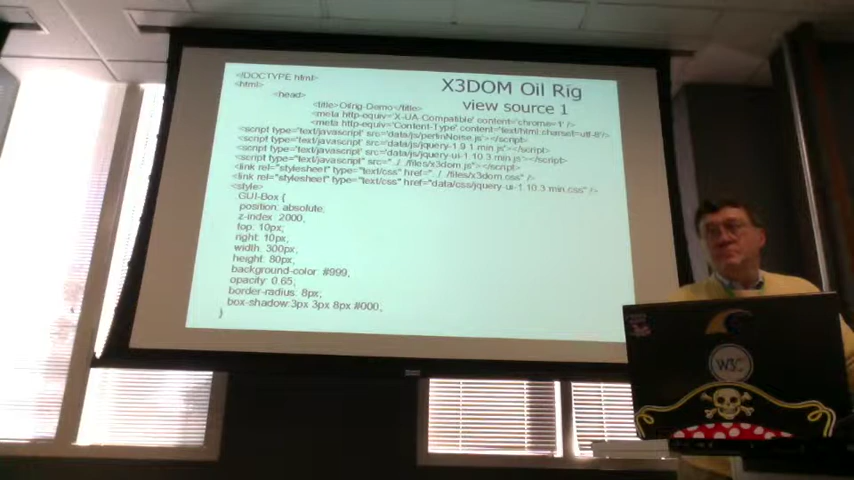 X3DOM Oil Rig
view source 1
<!DOCTYPE html>
<html>
<head>
<title>Oilrig-Demo</title>
<meta http-equiv='X-UA-Compatible' content='chrome=1' />
<meta http-equiv='Content-Type' content='text/html;charset=utf-8'/>
<script type="text/javascript" src='data/js/perlinNoise.js'></script>
<script type="text/javascript" src='data/js/jquery-1.9.1.min.js'></script>
<script type="text/javascript" src='data/js/jquery-ui-1.10.3.min.js'></script>
<script type="text/javascript" src="../../files/x3dom.js"></script>
<link rel="stylesheet" type="text/css" href="../../files/x3dom.css" />
<link rel="stylesheet" type="text/css" href="data/css/jquery-ui-1.10.3.min.css" />
<style>
.GUI-Box {
position: absolute;
z-index: 2000;
top: 10px;
right: 10px;
width: 300px;
height: 80px;
background-color: #999;
opacity: 0.65;
border-radius: 8px;
box-shadow:3px 3px 8px #000;
}
W3C